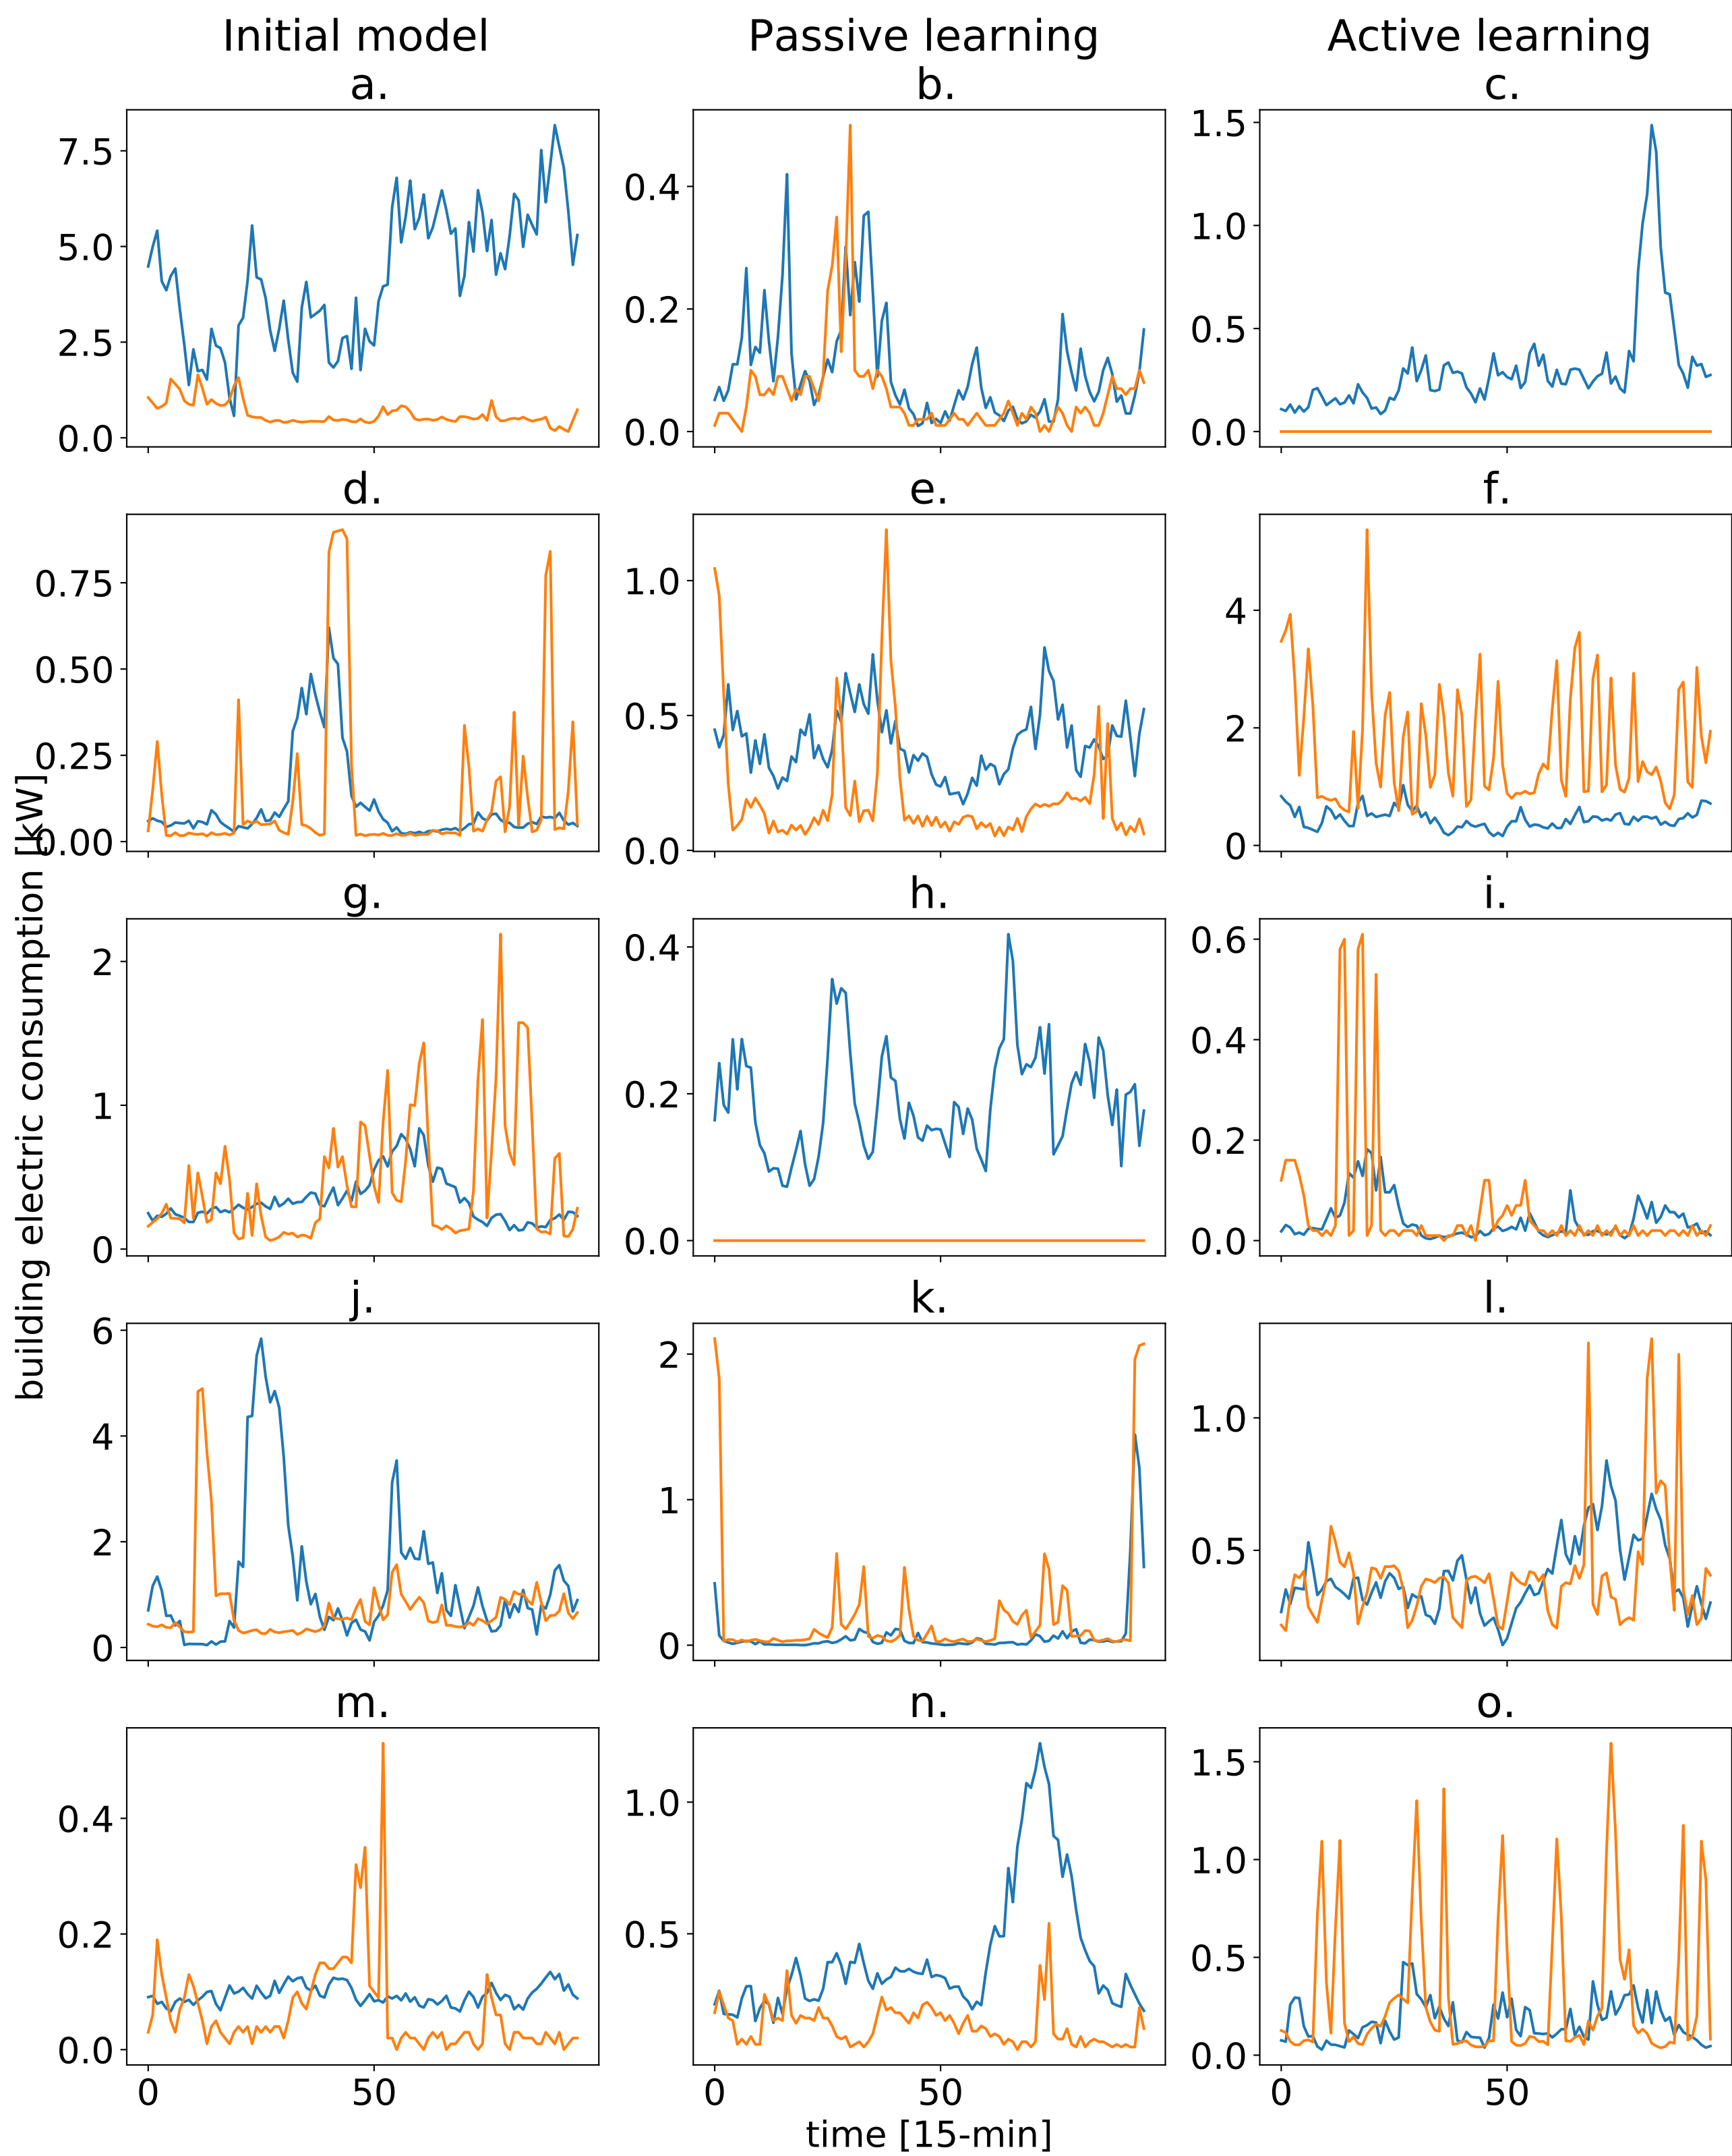 Initial model Passive learning Active learning
a. b. c.
7.5 0.4 1.5
5.0 0.2 1.0
2.5 0.0 0.5
0.0 0.0
d. e. f.
0.75 1.0 4
0.50 0.5 2
0.25 0.0 0
0.00
building electric consumption [kW]
g. h. i.
2 0.4 0.6
1 0.2 0.4
0 0.0 0.2
0.0
j. k. l.
6 2 1.0
4 1 0.5
2 0
0
m. n. o.
0.4 1.0 1.5
0.2 0.5 1.0
0.0 0.5
0.0
0 50 0 50 0 50
time [15-min]